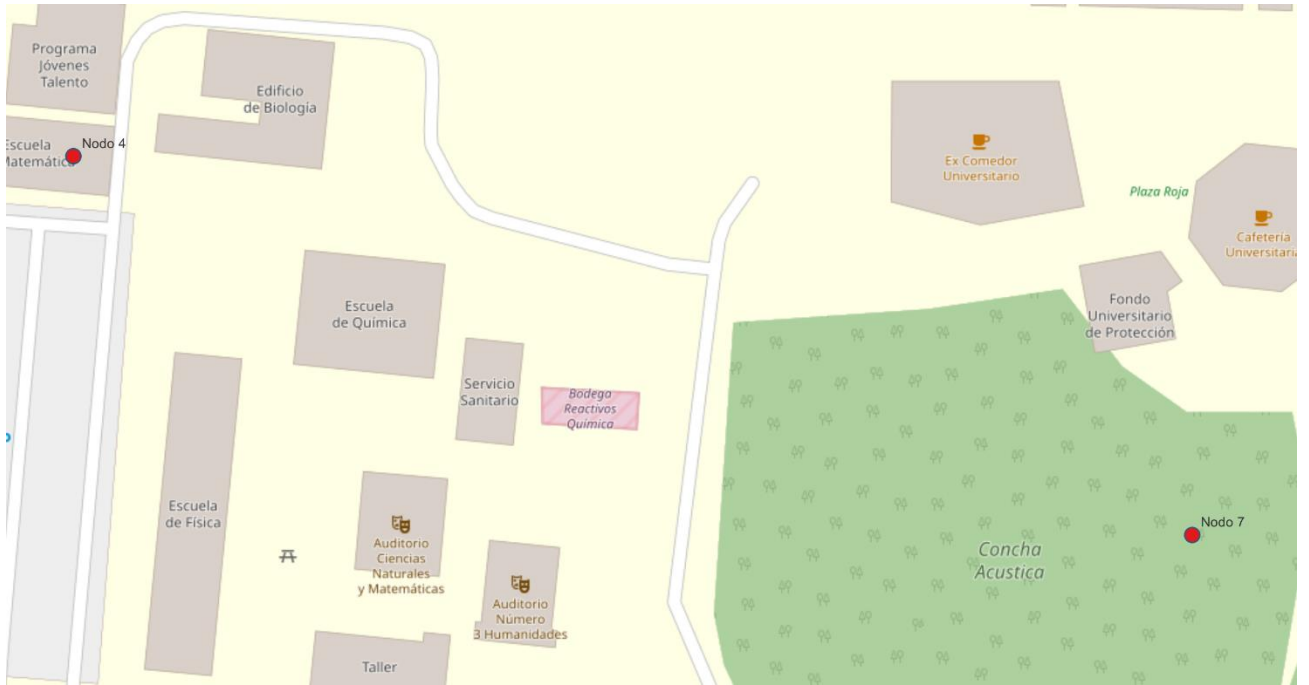 Programa
Jóvenes
Talento
Escuela
Matemática
Nodo 4
Edificio
de Biología
Ex Comedor
Universitario
Plaza Roja
Cafetería
Universitaria
Escuela
de Química
Fondo
Universitario
de Protección
Servicio
Sanitario
Bodega
Reactivos
Química
Escuela
de Física
Auditorio
Ciencias
Naturales
y Matemáticas
Auditorio
Número
3 Humanidades
Taller
Concha
Acustica
Nodo 7